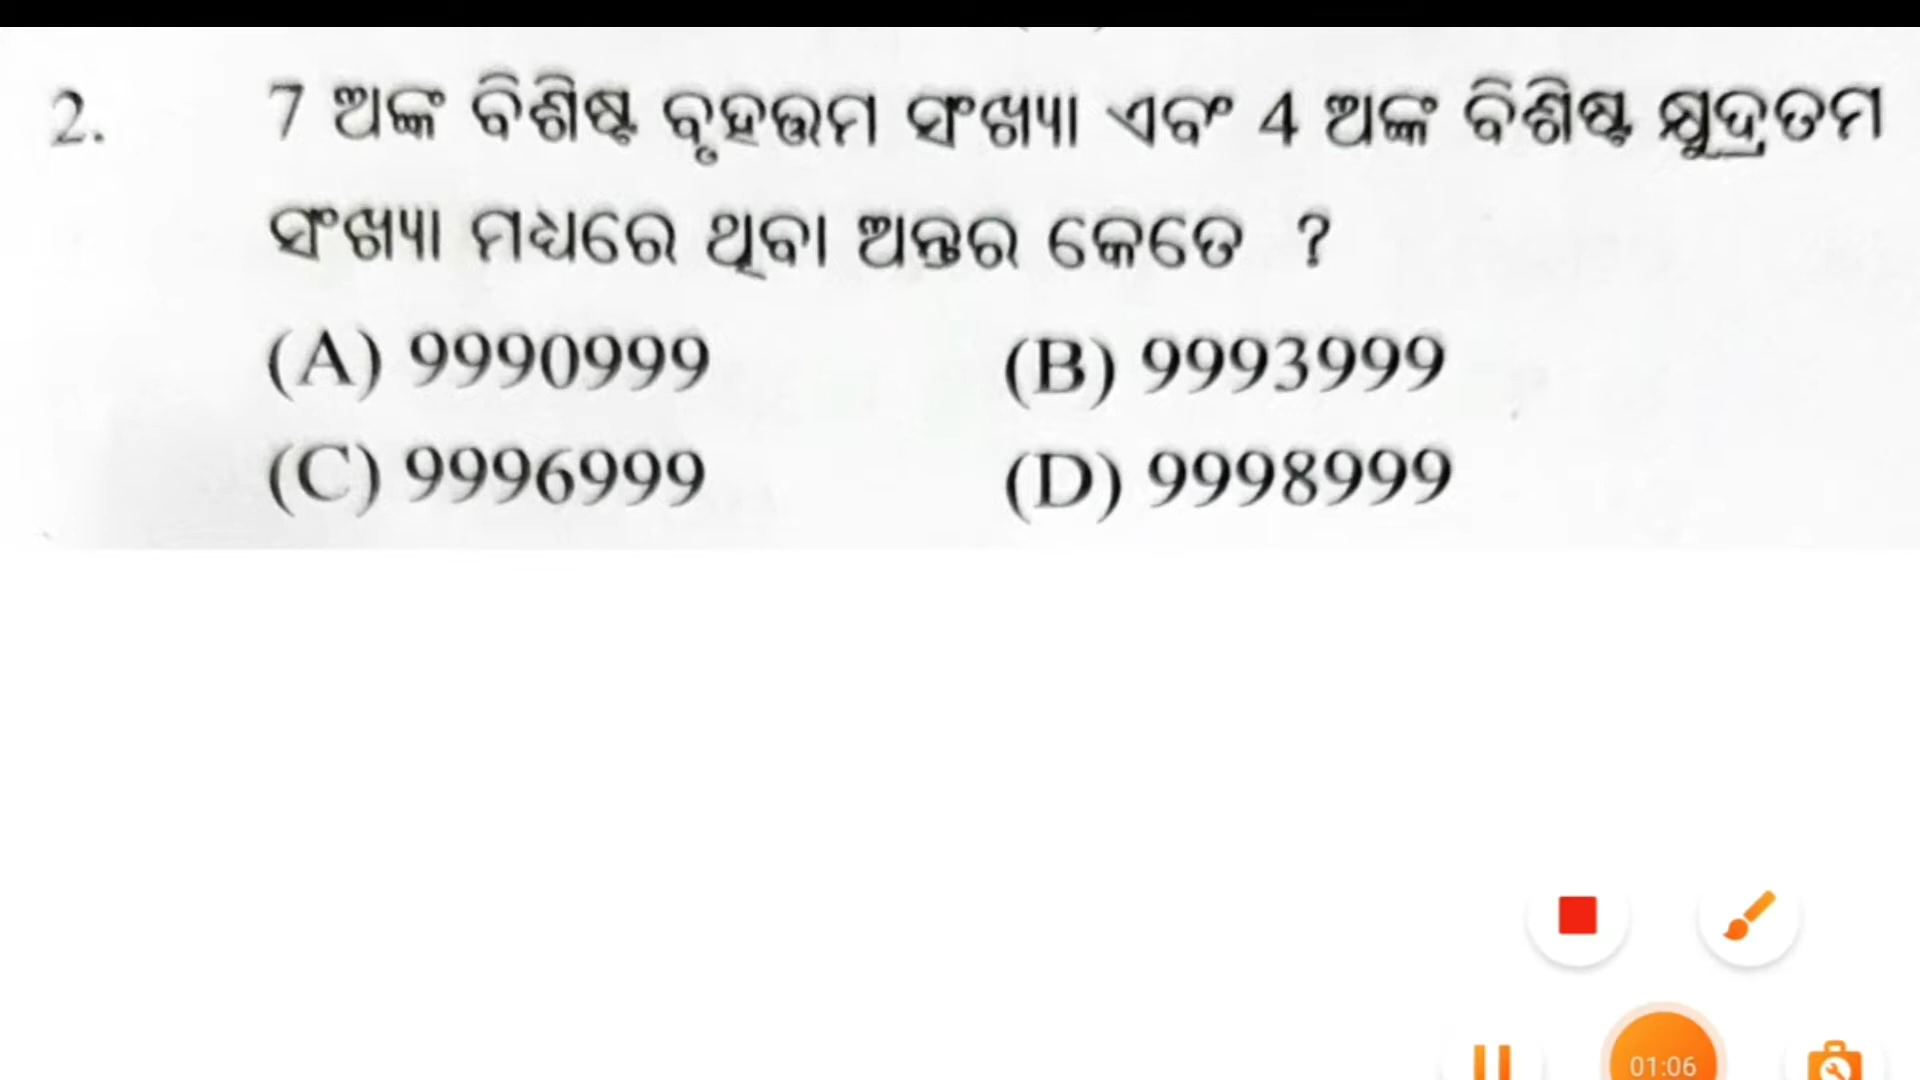 2. 7 ଅଙ୍କ ବିଶିଷ୍ଟ ବୃହତ୍ତମ ସଂଖ୍ୟା ଏବଂ 4 ଅଙ୍କ ବିଶିଷ୍ଟ କ୍ଷୁଦ୍ରତମ
ସଂଖ୍ୟା ମଧ୍ୟରେ ଥିବା ଅନ୍ତର କେତେ ?
(A) 9990999 (B) 9993999
(C) 9996999 (D) 9998999
01:06